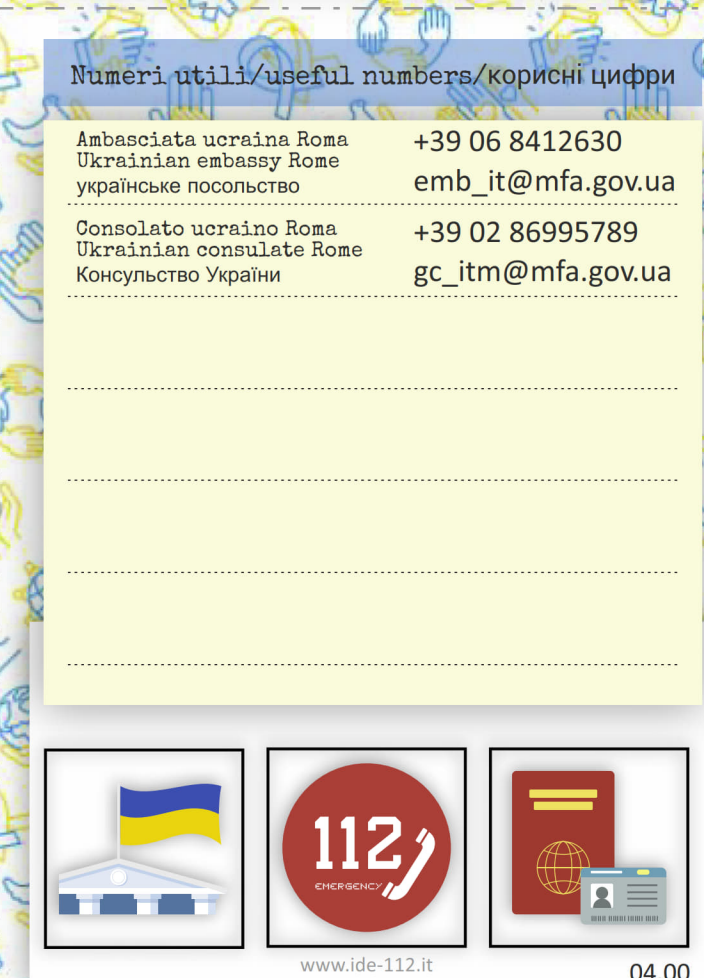 Numeri utili/useful numbers/корисні цифри
Ambasciata ucraina Roma
Ukrainian embassy Rome
українське посольство
+39 06 8412630
emb_it@mfa.gov.ua
Consolato ucraino Roma
Ukrainian consulate Rome
Консульство України
+39 02 86995789
gc_itm@mfa.gov.ua
112
EMERGENCY
www.ide-112.it
04.00